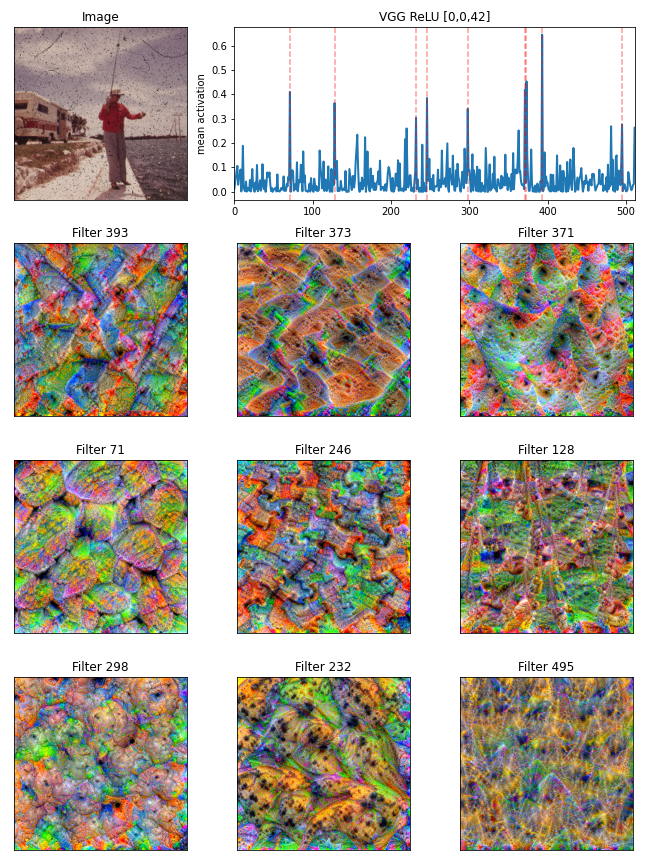 Image
VGG ReLU [0,0,42]
mean activation
0.6
0.5
0.4
0.3
0.2
0.1
0.0
0 100 200 300 400 500
Filter 393 Filter 373 Filter 371
Filter 71 Filter 246 Filter 128
Filter 298 Filter 232 Filter 495